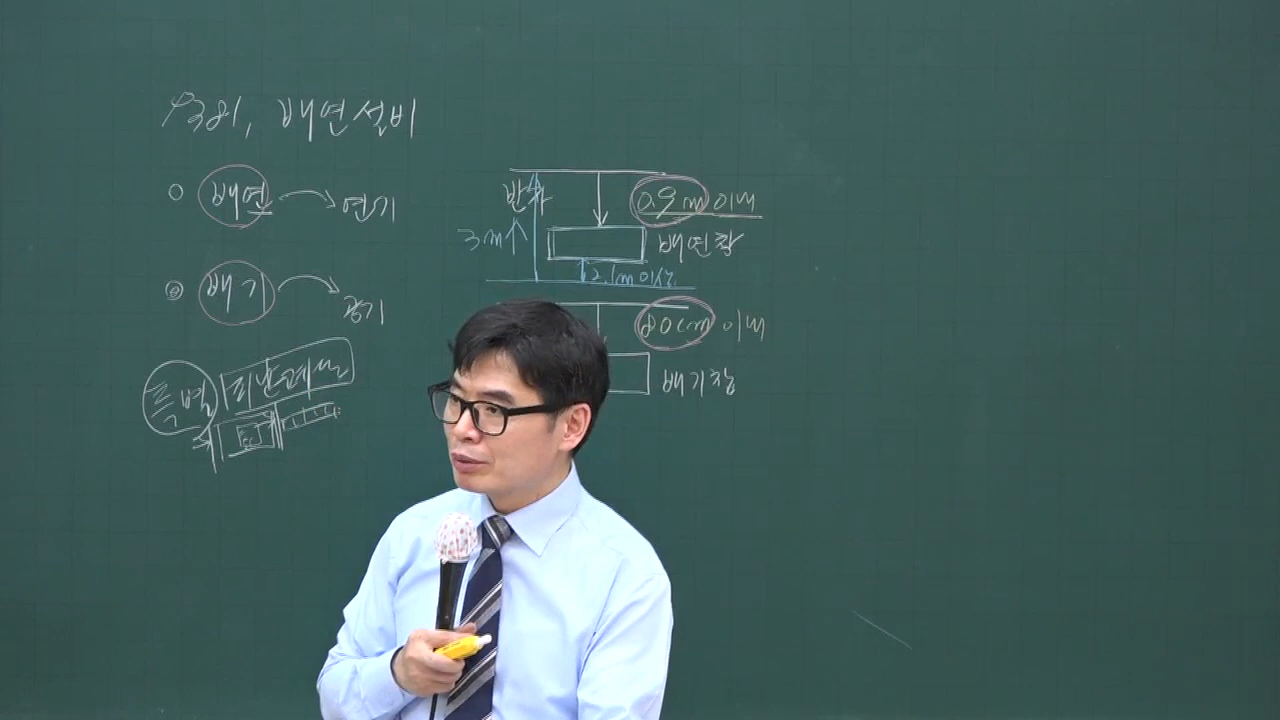 배연설비
○ 배연 → 연기
◎ 배기 → 공기
특별 피난계단
반자
0.9m 이내
3m↑
배연창
2.1m 이상
80cm 이내
배기창